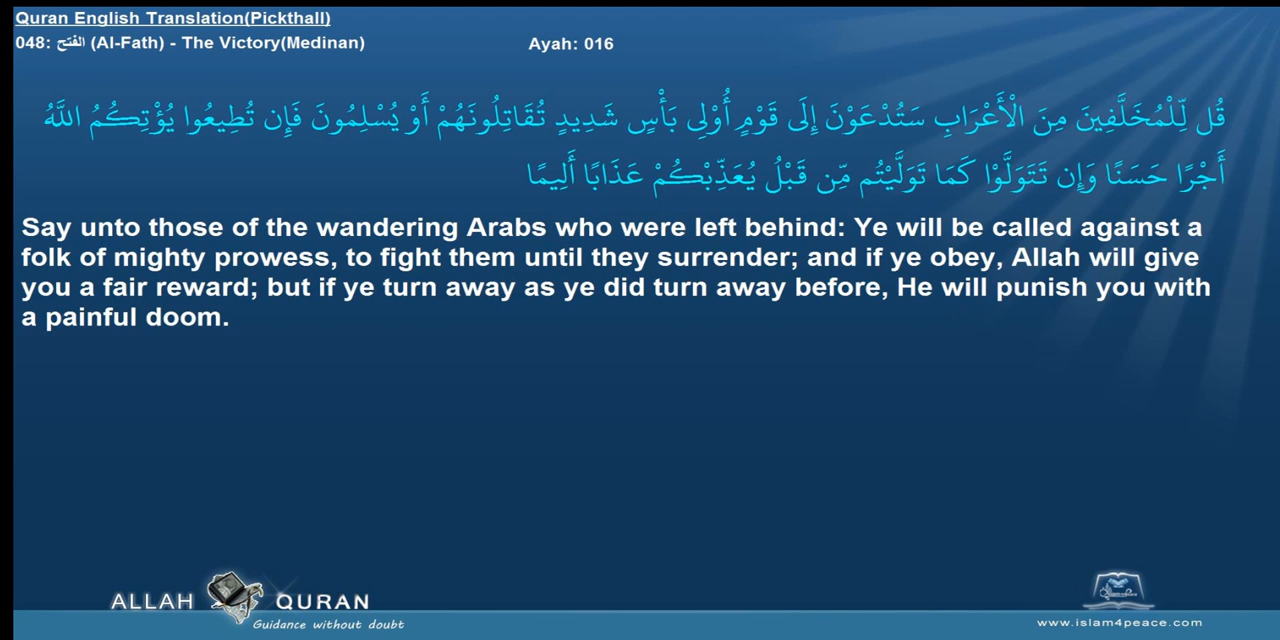 Quran English Translation(Pickthall)
048: الفتح (Al-Fath) - The Victory(Medinan)
Ayah: 016
قُل لِّلْمُخَلَّفِينَ مِنَ الْأَعْرَابِ سَتُدْعَوْنَ إِلَى قَوْمٍ أُوْلِي بَأْسٍ شَدِيدٍ تُقَاتِلُونَهُمْ أَوْ يُسْلِمُونَ فَإِن تُطِيعُوا يُؤْتِكُمُ اللَّهُ
أَجْرًا حَسَنًا وَإِن تَتَوَلَّوْا كَمَا تَوَلَّيْتُم مِّن قَبْلُ يُعَذِّبْكُمْ عَذَابًا أَلِيمًا
Say unto those of the wandering Arabs who were left behind: Ye will be called against a
folk of mighty prowess, to fight them until they surrender; and if ye obey, Allah will give
you a fair reward; but if ye turn away as ye did turn away before, He will punish you with
a painful doom.
ALLAH QURAN
Guidance without doubt
www.islam4peace.com